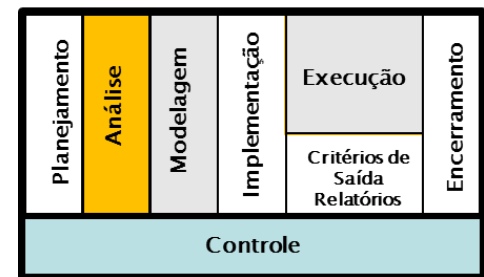 Planejamento
Análise
Modelagem
Implementação
Execução
Critérios de
Saída
Relatórios
Encerramento
Controle